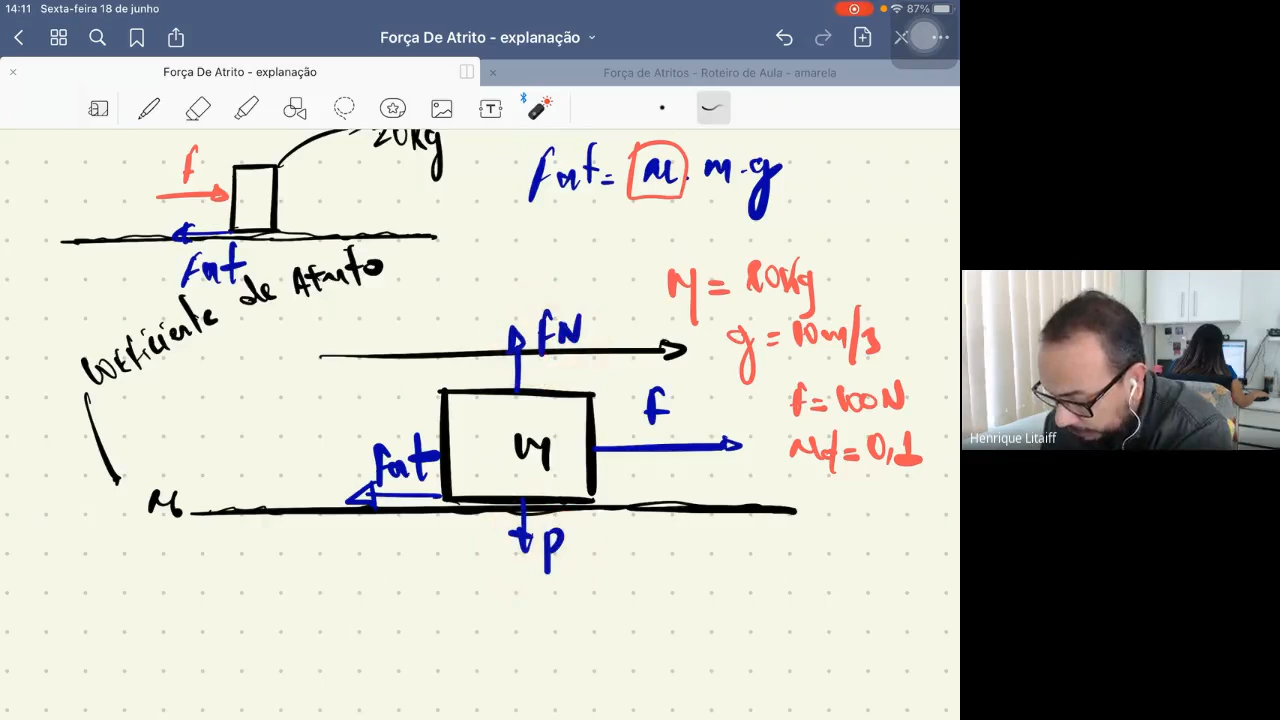 14:11 Sexta-feira 18 de junho
87%
Força De Atrito - explanação
Força De Atrito - explanação
Força de Atritos - Roteiro de Aula - amarela
20kg
f
fat = μ . m . g
fat
Coeficiente de Atrito
M = 20kg
g = 10m/s
f = 100N
μd = 0,1
fN
f
fat
M
μ
P
Henrique Litaiff